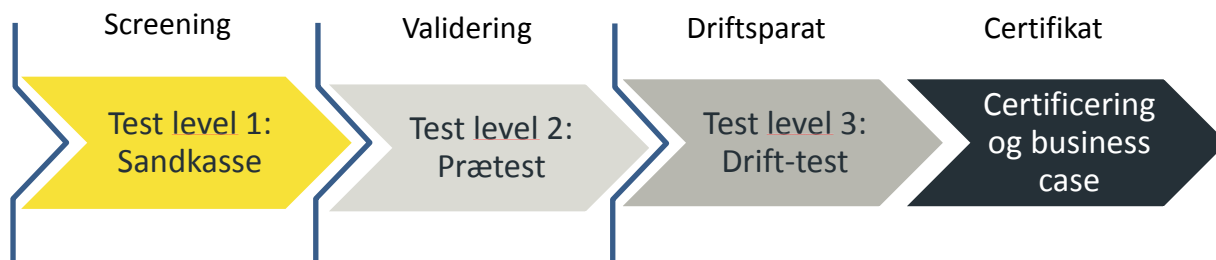 Screening
Validering
Driftsparat
Certifikat
Test level 1:
Sandkasse
Test level 2:
Prætest
Test level 3:
Drift-test
Certificering
og business
case